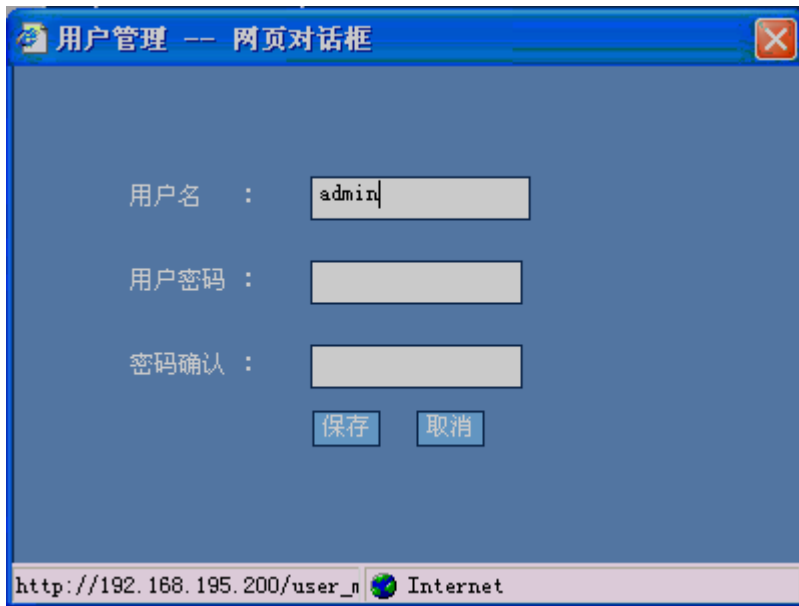 用户管理 -- 网页对话框
用户名 : admin
用户密码 :
密码确认 :
保存 取消
http://192.168.195.200/user_ Internet